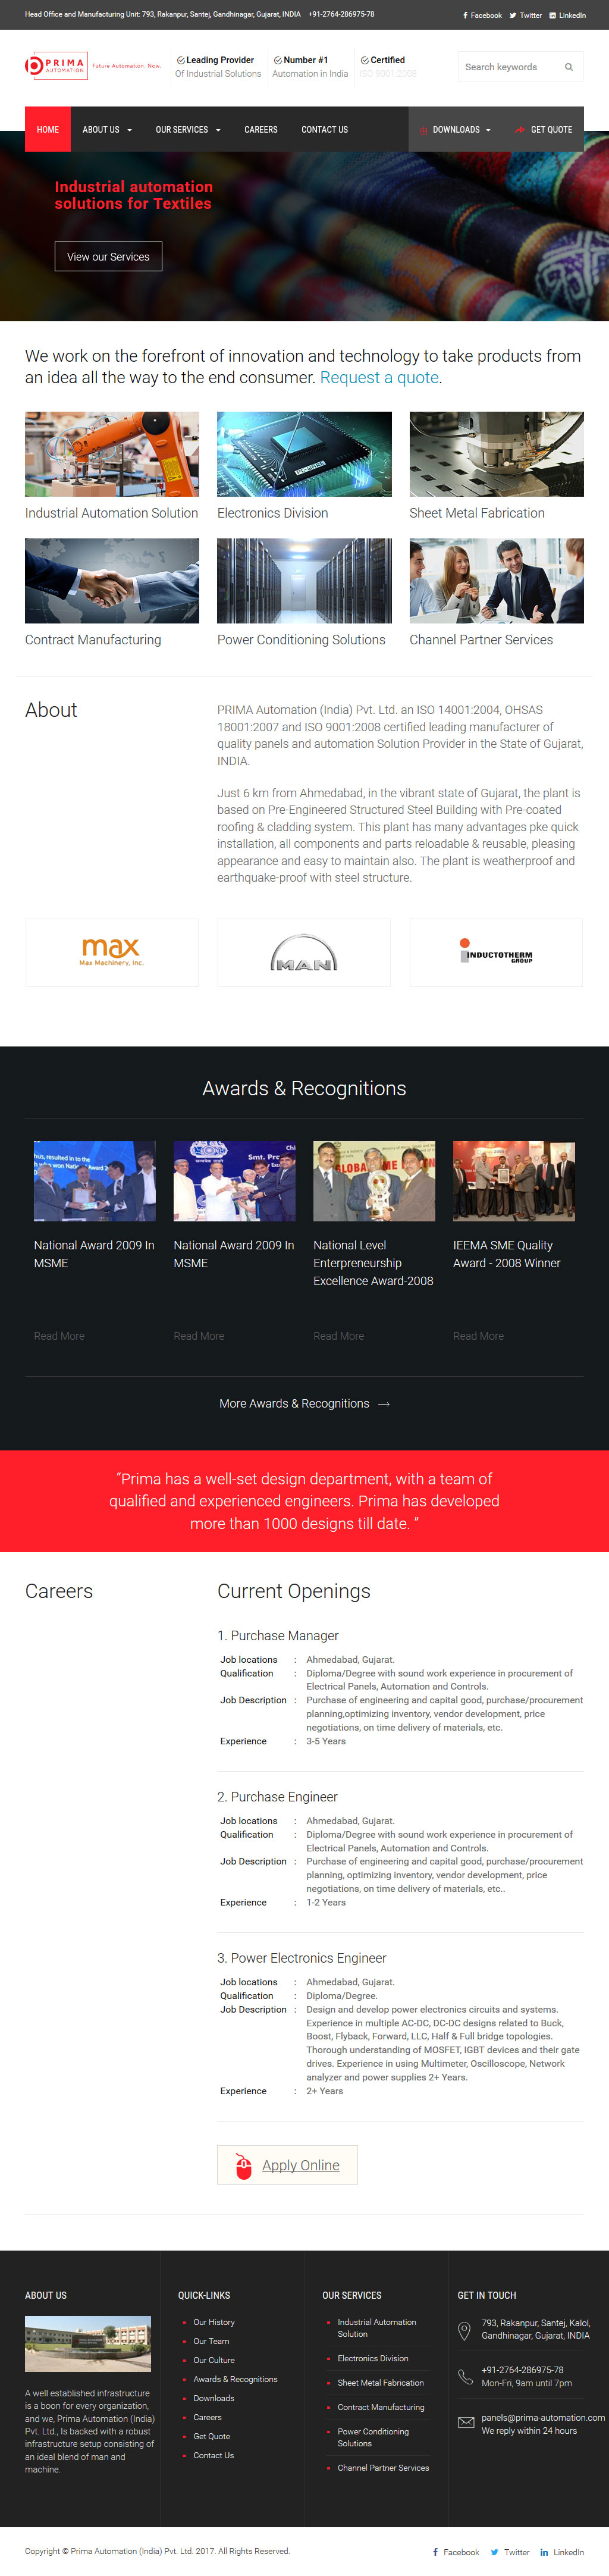 Head Office and Manufacturing Unit: 793, Rakanpur, Santej, Gandhinagar, Gujarat, INDIA +91-2764-286975-78
Facebook Twitter LinkedIn
PRIMA
AUTOMATION
Future Automation. Now.
Leading Provider
Of Industrial Solutions
Number #1
Automation in India
Certified
ISO 9001:2008
Search keywords
HOME
ABOUT US
OUR SERVICES
CAREERS
CONTACT US
DOWNLOADS
GET QUOTE
Industrial automation
solutions for Textiles
View our Services
We work on the forefront of innovation and technology to take products from
an idea all the way to the end consumer. Request a quote.
Industrial Automation Solution
Electronics Division
Sheet Metal Fabrication
Contract Manufacturing
Power Conditioning Solutions
Channel Partner Services
About
PRIMA Automation (India) Pvt. Ltd. an ISO 14001:2004, OHSAS
18001:2007 and ISO 9001:2008 certified leading manufacturer of
quality panels and automation Solution Provider in the State of Gujarat,
INDIA.
Just 6 km from Ahmedabad, in the vibrant state of Gujarat, the plant is
based on Pre-Engineered Structured Steel Building with Pre-coated
roofing & cladding system. This plant has many advantages pke quick
installation, all components and parts reloadable & reusable, pleasing
appearance and easy to maintain also. The plant is weatherproof and
earthquake-proof with steel structure.
max
Max Machinery, Inc.
MAN
INDUCTOTHERM
GROUP
Awards & Recognitions
National Award 2009 In
MSME
National Award 2009 In
MSME
National Level
Enterpreneurship
Excellence Award-2008
IEEMA SME Quality
Award - 2008 Winner
Read More
Read More
Read More
Read More
More Awards & Recognitions
“Prima has a well-set design department, with a team of
qualified and experienced engineers. Prima has developed
more than 1000 designs till date. ”
Careers
Current Openings
1. Purchase Manager
Job locations : Ahmedabad, Gujarat.
Qualification : Diploma/Degree with sound work experience in procurement of
Electrical Panels, Automation and Controls.
Job Description : Purchase of engineering and capital good, purchase/procurement
planning,optimizing inventory, vendor development, price
negotiations, on time delivery of materials, etc.
Experience : 3-5 Years
2. Purchase Engineer
Job locations : Ahmedabad, Gujarat.
Qualification : Diploma/Degree with sound work experience in procurement of
Electrical Panels, Automation and Controls.
Job Description : Purchase of engineering and capital good, purchase/procurement
planning, optimizing inventory, vendor development, price
negotiations, on time delivery of materials, etc..
Experience : 1-2 Years
3. Power Electronics Engineer
Job locations : Ahmedabad, Gujarat.
Qualification : Diploma/Degree.
Job Description : Design and develop power electronics circuits and systems.
Experience in multiple AC-DC, DC-DC designs related to Buck,
Boost, Flyback, Forward, LLC, Half & Full bridge topologies.
Thorough understanding of MOSFET, IGBT devices and their gate
drives. Experience in using Multimeter, Oscilloscope, Network
analyzer and power supplies 2+ Years.
Experience : 2+ Years
Apply Online
ABOUT US
A well established infrastructure
is a boon for every organization,
and we, Prima Automation (India)
Pvt. Ltd., Is backed with a robust
infrastructure setup consisting of
an ideal blend of man and
machine.
QUICK-LINKS
Our History
Our Team
Our Culture
Awards & Recognitions
Downloads
Careers
Get Quote
Contact Us
OUR SERVICES
Industrial Automation
Solution
Electronics Division
Sheet Metal Fabrication
Contract Manufacturing
Power Conditioning
Solutions
Channel Partner Services
GET IN TOUCH
793, Rakanpur, Santej, Kalol,
Gandhinagar, Gujarat, INDIA
+91-2764-286975-78
Mon-Fri, 9am until 7pm
panels@prima-automation.com
We reply within 24 hours
Copyright © Prima Automation (India) Pvt. Ltd. 2017. All Rights Reserved.
Facebook Twitter LinkedIn